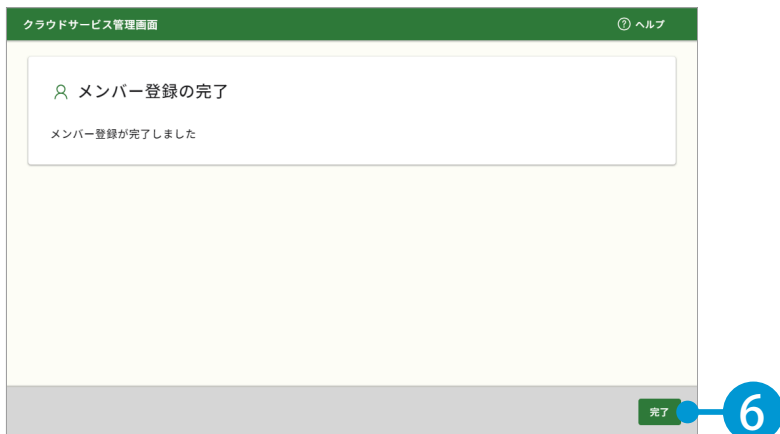 クラウドサービス管理画面
ヘルプ
メンバー登録の完了
メンバー登録が完了しました
完了
6